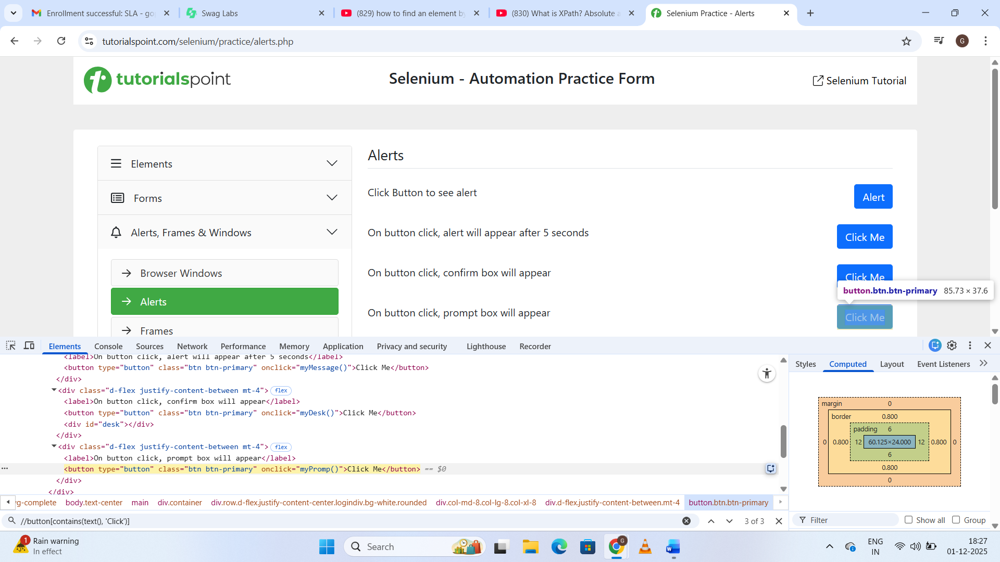 Enrollment successful: SLA - go
Swag Labs
(829) how to find an element by
(830) What is XPath? Absolute a
Selenium Practice - Alerts
tutorialspoint.com/selenium/practice/alerts.php
G
tutorialspoint
Selenium - Automation Practice Form
Selenium Tutorial
Elements
Forms
Alerts, Frames & Windows
Browser Windows
Alerts
Frames
Alerts
Click Button to see alert
Alert
On button click, alert will appear after 5 seconds
Click Me
On button click, confirm box will appear
Click Me
button.btn.btn-primary 85.73 × 37.6
On button click, prompt box will appear
Click Me
Elements Console Sources Network Performance Memory Application Privacy and security Lighthouse Recorder
<label>On button click, alert will appear after 5 seconds</label>
<button type="button" class="btn btn-primary" onclick="myMessage()">Click Me</button>
</div>
<div class="d-flex justify-content-between mt-4"> flex
<label>On button click, confirm box will appear</label>
<button type="button" class="btn btn-primary" onclick="myDesk()">Click Me</button>
<div id="desk"></div>
</div>
<div class="d-flex justify-content-between mt-4"> flex
<label>On button click, prompt box will appear</label>
<button type="button" class="btn btn-primary" onclick="myPromp()">Click Me</button> == $0
</div>
</div>
vg-complete body.text-center main div.container div.row.d-flex.justify-content-center.logindiv.bg-white.rounded div.col-md-8.col-lg-8.col-xl-8 div.d-flex.justify-content-between.mt-4 button.btn.btn-primary
//button[contains(text(), 'Click')]
3 of 3
Styles Computed Layout Event Listeners
margin 0
border 0.800
padding 6
0 0.800 12 60.125×24.000 12 0.800 0
6
0.800
0
Filter Show all Group
1
Rain warning
In effect
Search
G
ENG
IN
18:27
01-12-2025